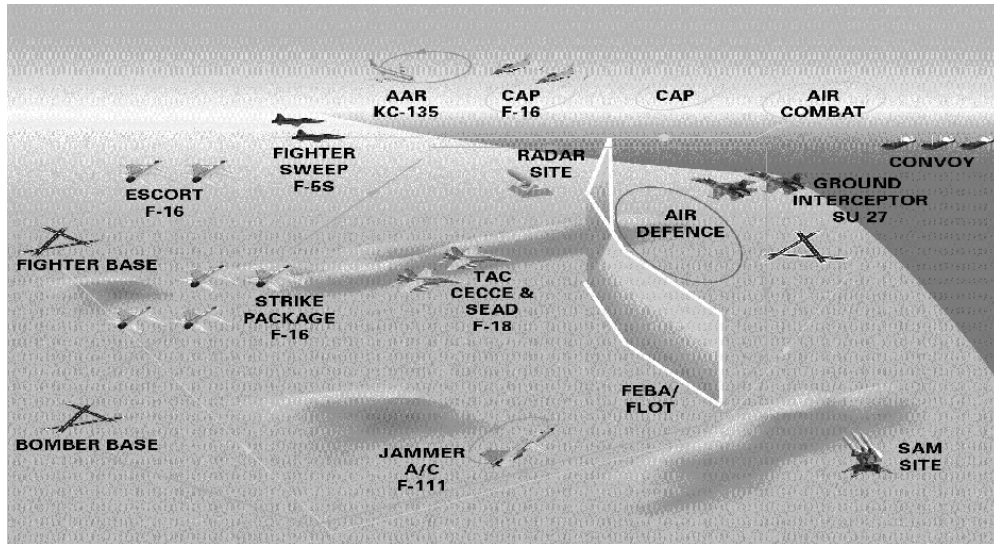 AAR
KC-135
CAP
F-16
CAP
AIR
COMBAT
FIGHTER
SWEEP
F-5S
RADAR
SITE
CONVOY
ESCORT
F-16
GROUND
INTERCEPTOR
SU 27
AIR
DEFENCE
FIGHTER BASE
STRIKE
PACKAGE
F-16
TAC
CECCE &
SEAD
F-18
FEBA/
FLOT
BOMBER BASE
JAMMER
A/C
F-111
SAM
SITE